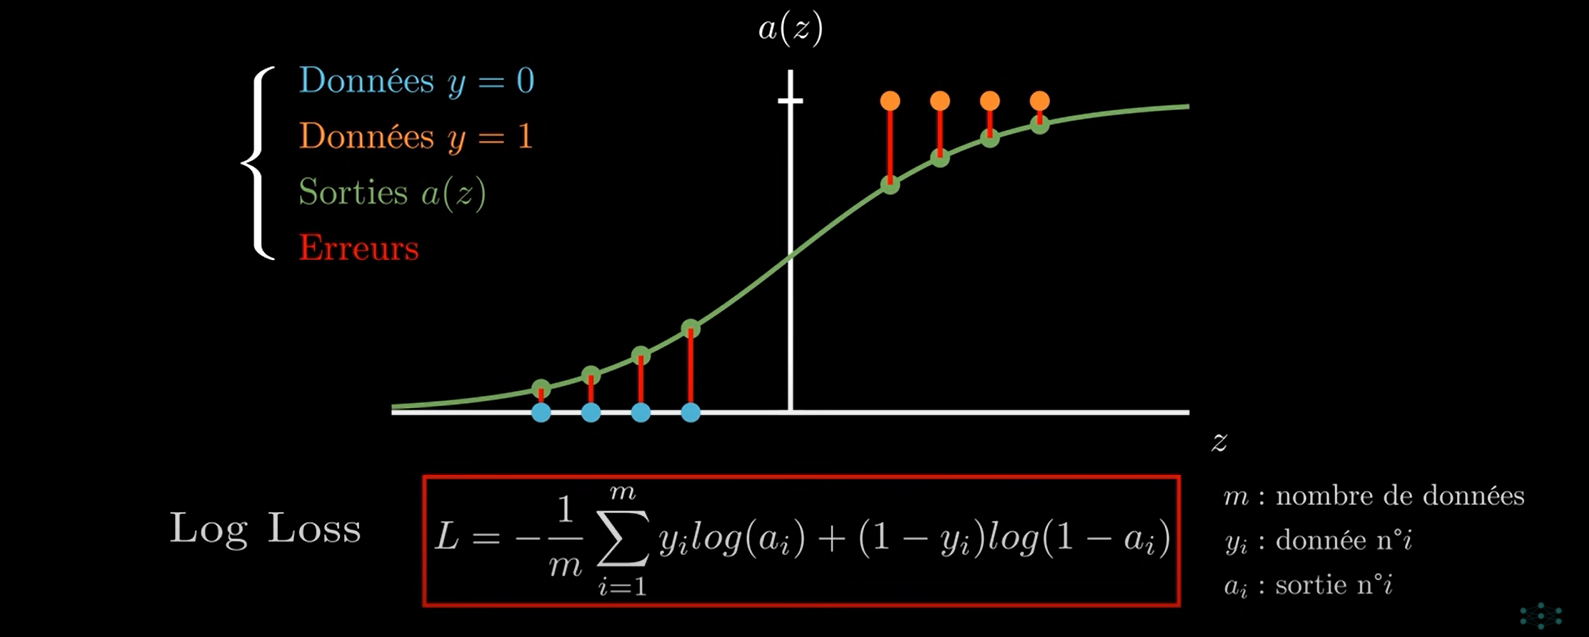 a(z)
Données y = 0
Données y = 1
Sorties a(z)
Erreurs
z
Log Loss
L = −\frac{1}{m} \sum_{i=1}^{m} y_i log(a_i) + (1 − y_i)log(1 − a_i)
m : nombre de données
y_i : donnée n°i
a_i : sortie n°i